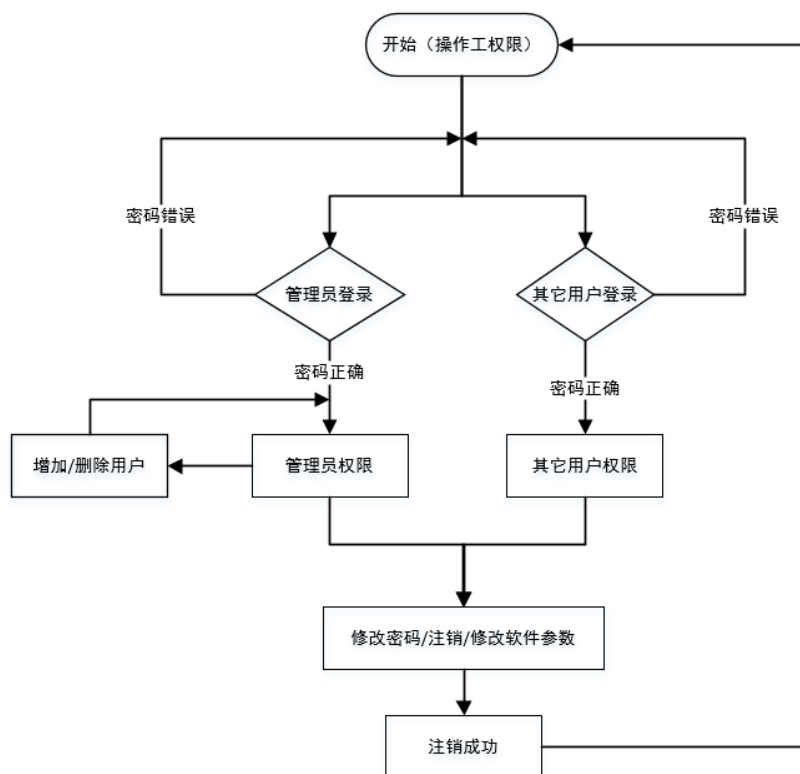 开始（操作工权限）
密码错误
密码错误
管理员登录
其它用户登录
密码正确
密码正确
增加/删除用户
管理员权限
其它用户权限
修改密码/注销/修改软件参数
注销成功